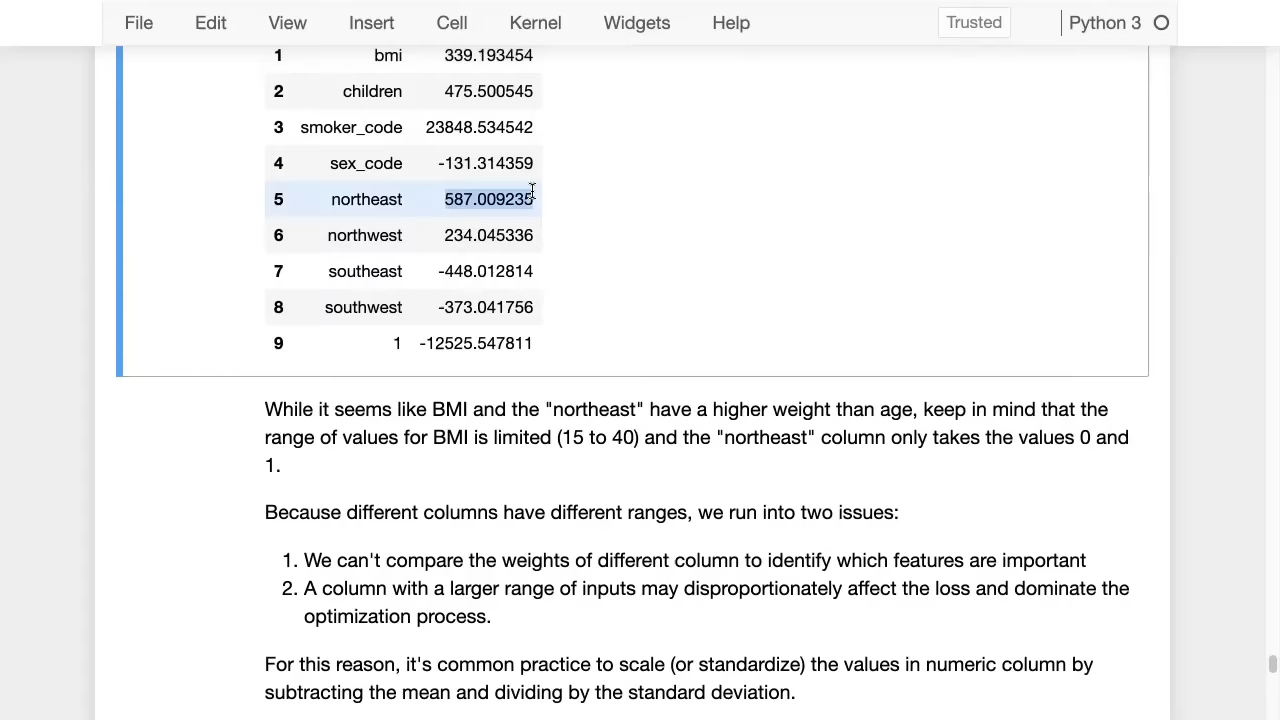 File Edit View Insert Cell Kernel Widgets Help Trusted Python 3
1 bmi 339.193454
2 children 475.500545
3 smoker_code 23848.534542
4 sex_code -131.314359
5 northeast 587.009235
6 northwest 234.045336
7 southeast -448.012814
8 southwest -373.041756
9 1 -12525.547811
While it seems like BMI and the "northeast" have a higher weight than age, keep in mind that the
range of values for BMI is limited (15 to 40) and the "northeast" column only takes the values 0 and
1.
Because different columns have different ranges, we run into two issues:
1. We can't compare the weights of different column to identify which features are important
2. A column with a larger range of inputs may disproportionately affect the loss and dominate the
optimization process.
For this reason, it's common practice to scale (or standardize) the values in numeric column by
subtracting the mean and dividing by the standard deviation.